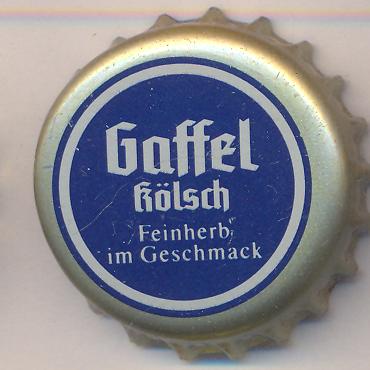 Gaffel
Kölsch
Feinherb
im Geschmack